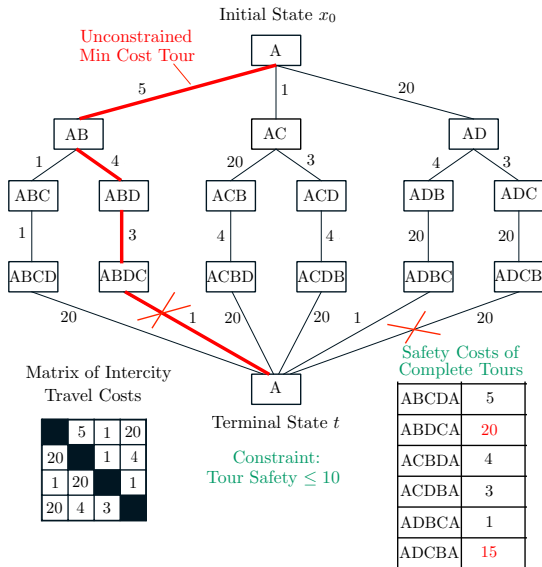 Initial State x₀
Unconstrained
Min Cost Tour
A
5
1
20
AB
AC
AD
1
4
20
3
4
3
ABC
ABD
ACB
ACD
ADB
ADC
1
3
4
4
20
20
ABCD
ABDC
ACBD
ACDB
ADBC
ADCB
20
1
20
20
1
20
A
Terminal State t
Matrix of Intercity
Travel Costs
5 1 20
20 1 4
1 20 1
20 4 3
Constraint:
Tour Safety ≤ 10
Safety Costs of
Complete Tours
ABCDA 5
ABDCA 20
ACBDA 4
ACDBA 3
ADBCA 1
ADCBA 15